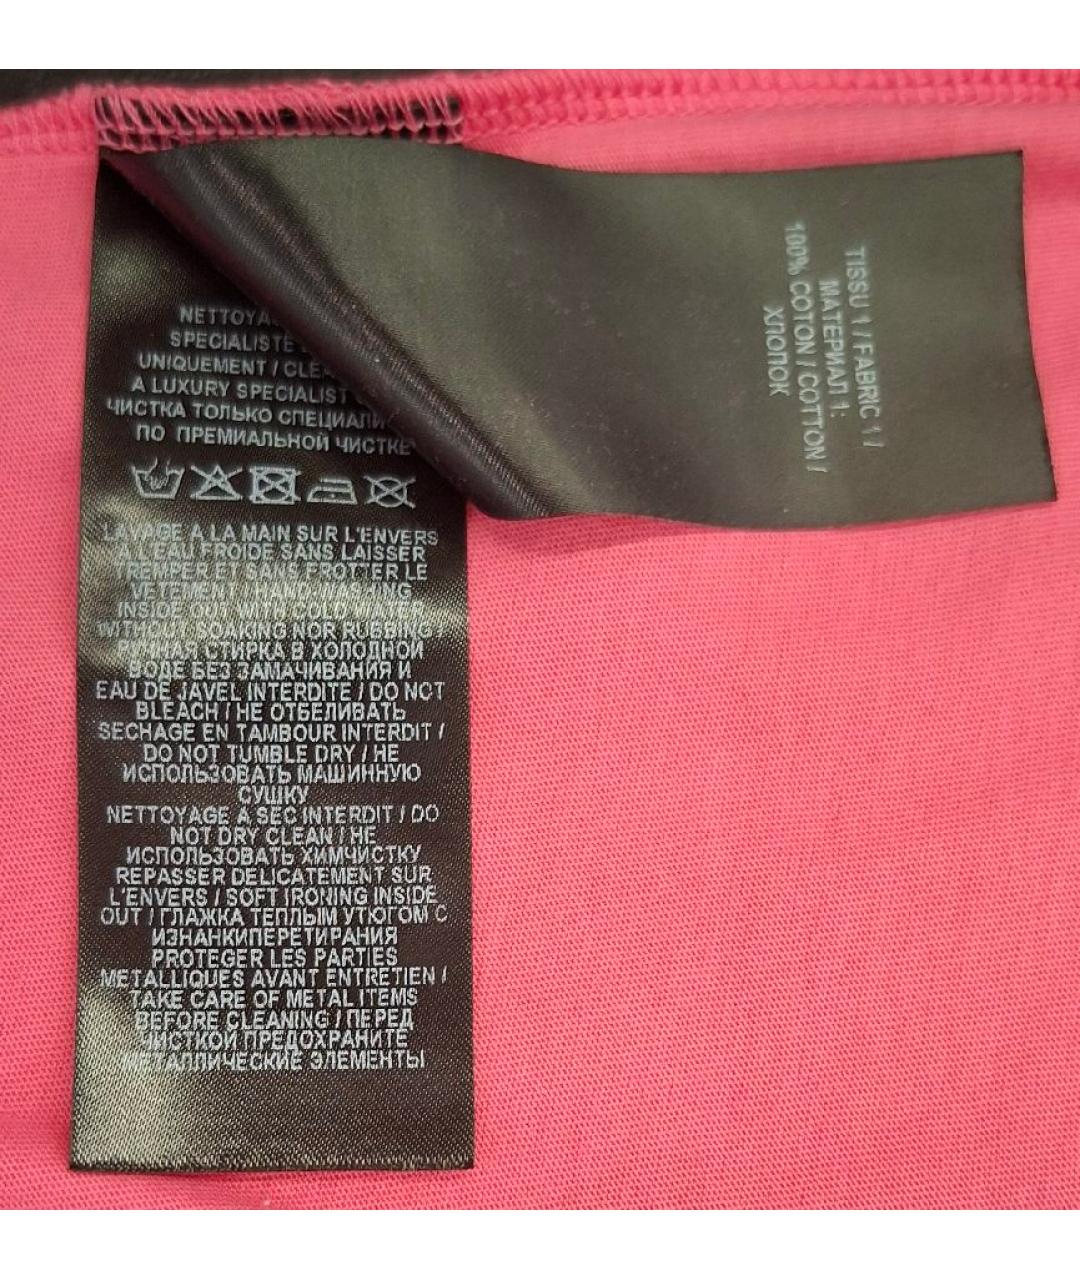 TISSU 1 / FABRIC 1 /
МАТЕРИАЛ 1:
100% COTON / COTTON /
ХЛОПОК
SPECIALISTE
UNIQUEMENT /
A LUXURY SPECIALIST
ЧИСТКА ТОЛЬКО
ПО ПРЕМИАЛЬНОЙ ЧИСТКЕ
LAVAGE A LA MAIN SUR L'ENVERS
A L'EAU FROIDE SANS LAISSER
TREMPER ET SANS FROTTER LE
VETEMENT / HAND WASHING
INSIDE OUT WITH COLD WATER
WITHOUT SOAKING NOR RUBBING /
РУЧНАЯ СТИРКА В ХОЛОДНОЙ
ВОДЕ БЕЗ ЗАМАЧИВАНИЯ И
EAU DE JAVEL INTERDITE / DO NOT
BLEACH / НЕ ОТБЕЛИВАТЬ
SECHAGE EN TAMBOUR INTERDIT /
DO NOT TUMBLE DRY / НЕ
ИСПОЛЬЗОВАТЬ МАШИННУЮ
СУШКУ
NETTOYAGE A SEC INTERDIT / DO
NOT DRY CLEAN / НЕ
ИСПОЛЬЗОВАТЬ ХИМЧИСТКУ
REPASSER DELICATEMENT SUR
L'ENVERS / SOFT IRONING INSIDE
OUT / ГЛАЖКА ТЕПЛЫМ УТЮГОМ С
ИЗНАНКИПЕРЕТИРАНИЯ
PROTEGER LES PARTIES
METALLIQUES AVANT ENTRETIEN /
TAKE CARE OF METAL ITEMS
BEFORE CLEANING / ПЕРЕД
ЧИСТКОЙ ПРЕДОХРАНИТЕ
МЕТАЛЛИЧЕСКИЕ ЭЛЕМЕНТЫ